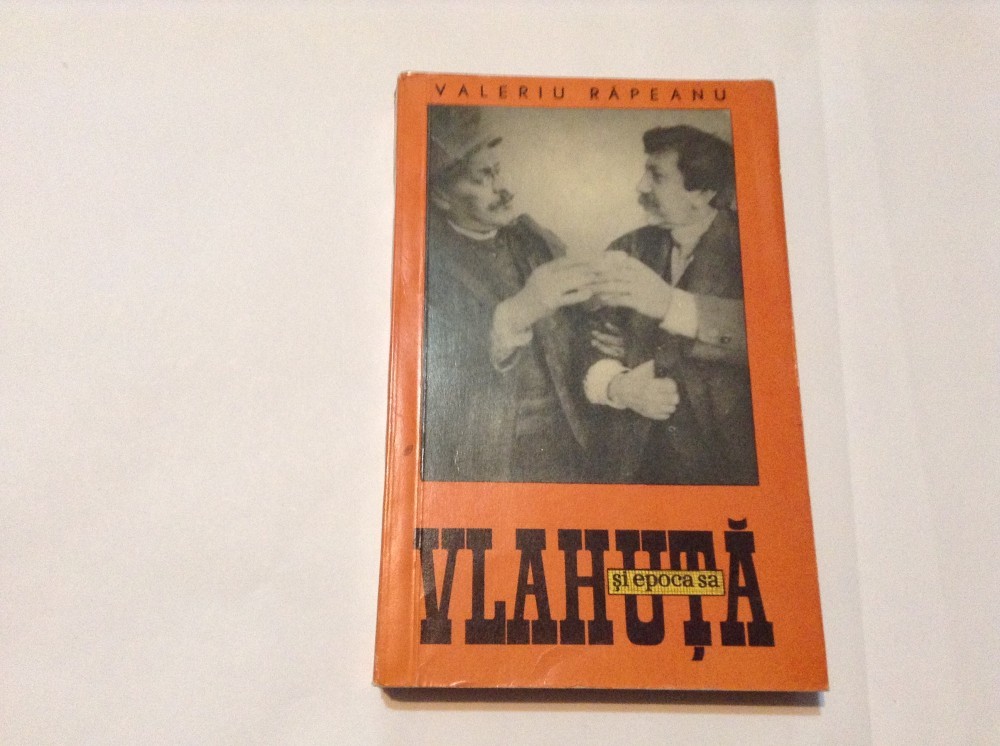 VALERIU RÂPEANU
VLAHUȚĂ
și epoca sa